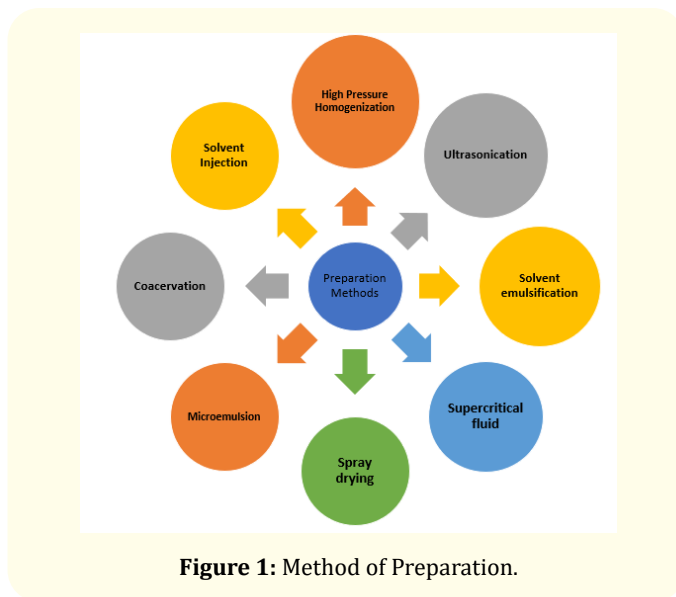 High Pressure
Homogenization
Ultrasonication
Solvent
emulsification
Supercritical
fluid
Spray
drying
Microemulsion
Coacervation
Solvent
Injection
Preparation
Methods
Figure 1: Method of Preparation.